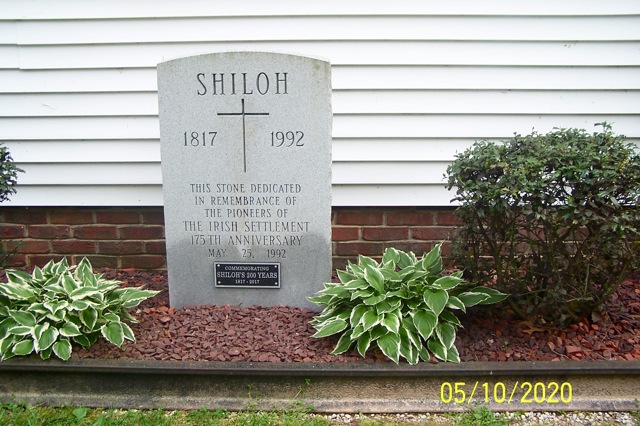 SHILOH
1817 1992
THIS STONE DEDICATED
IN REMEMBRANCE OF
THE PIONEERS OF
THE IRISH SETTLEMENT
175TH ANNIVERSARY
MAY 25, 1992
COMMEMORATING
SHILOH'S 200 YEARS
1817 - 2017
05/10/2020